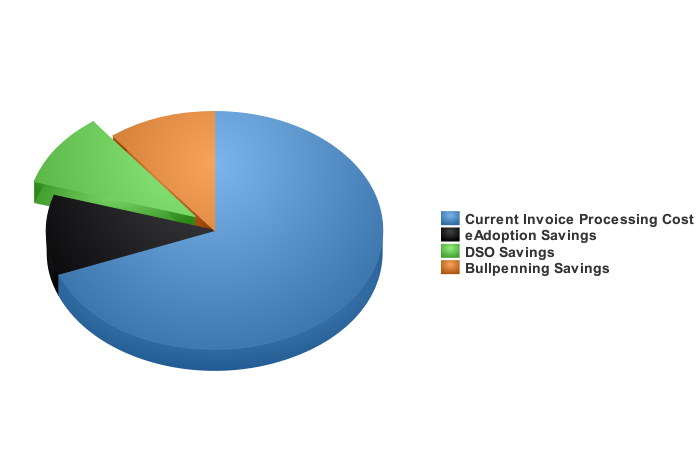 Current Invoice Processing Cost
eAdoption Savings
DSO Savings
Bullpenning Savings